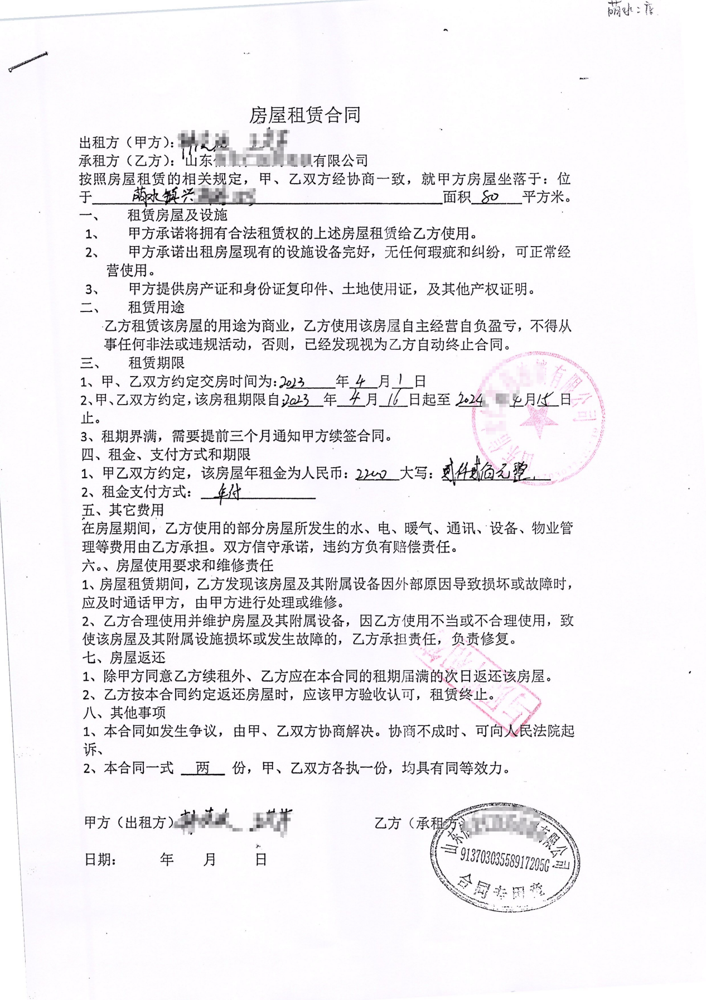 萌水二店
房屋租赁合同
出租方（甲方）：
承租方（乙方）：山东 有限公司
按照房屋租赁的相关规定，甲、乙双方经协商一致，就甲方房屋坐落于：位
于 萌水镇兴 面积 80 平方米。
一、 租赁房屋及设施
1、 甲方承诺将拥有合法租赁权的上述房屋租赁给乙方使用。
2、 甲方承诺出租房屋现有的设施设备完好，无任何瑕疵和纠纷，可正常经
营使用。
3、 甲方提供房产证和身份证复印件、土地使用证，及其他产权证明。
二、 租赁用途
乙方租赁该房屋的用途为商业，乙方使用该房屋自主经营自负盈亏，不得从
事任何非法或违规活动，否则，已经发现视为乙方自动终止合同。
三、 租赁期限
1、甲、乙双方约定交房时间为：2023 年 4 月 1 日
2、甲、乙双方约定，该房租期限自：2023 年 4 月 16 日起至 2024 4 月 15 日
止。
3、租期界满，需要提前三个月通知甲方续签合同。
四、租金、支付方式和期限
1、甲乙双方约定，该房屋年租金为人民币：2200 大写：贰仟贰佰元整
2、租金支付方式： 年付
五、其它费用
在房屋期间，乙方使用的部分房屋所发生的水、电、暖气、通讯、设备、物业管
理等费用由乙方承担。双方信守承诺，违约方负有赔偿责任。
六。、房屋使用要求和维修责任
1、房屋租赁期间，乙方发现该房屋及其附属设备因外部原因导致损坏或故障时，
应及时通话甲方，由甲方进行处理或维修。
2、乙方合理使用并维护房屋及其附属设备，因乙方使用不当或不合理使用，致
使该房屋及其附属设施损坏或发生故障的，乙方承担责任，负责修复。
七、房屋返还
1、除甲方同意乙方续租外、乙方应在本合同的租期届满的次日返还该房屋。
2、乙方按本合同约定返还房屋时，应该甲方验收认可，租赁终止。
八、其他事项
1、本合同如发生争议，由甲、乙双方协商解决。协商不成时、可向人民法院起
诉、
2、本合同一式 两 份，甲、乙双方各执一份，均具有同等效力。
甲方（出租方） 乙方（承租方
日期： 年 月 日
山东 有限公司
91370303558917205G
合同专用章